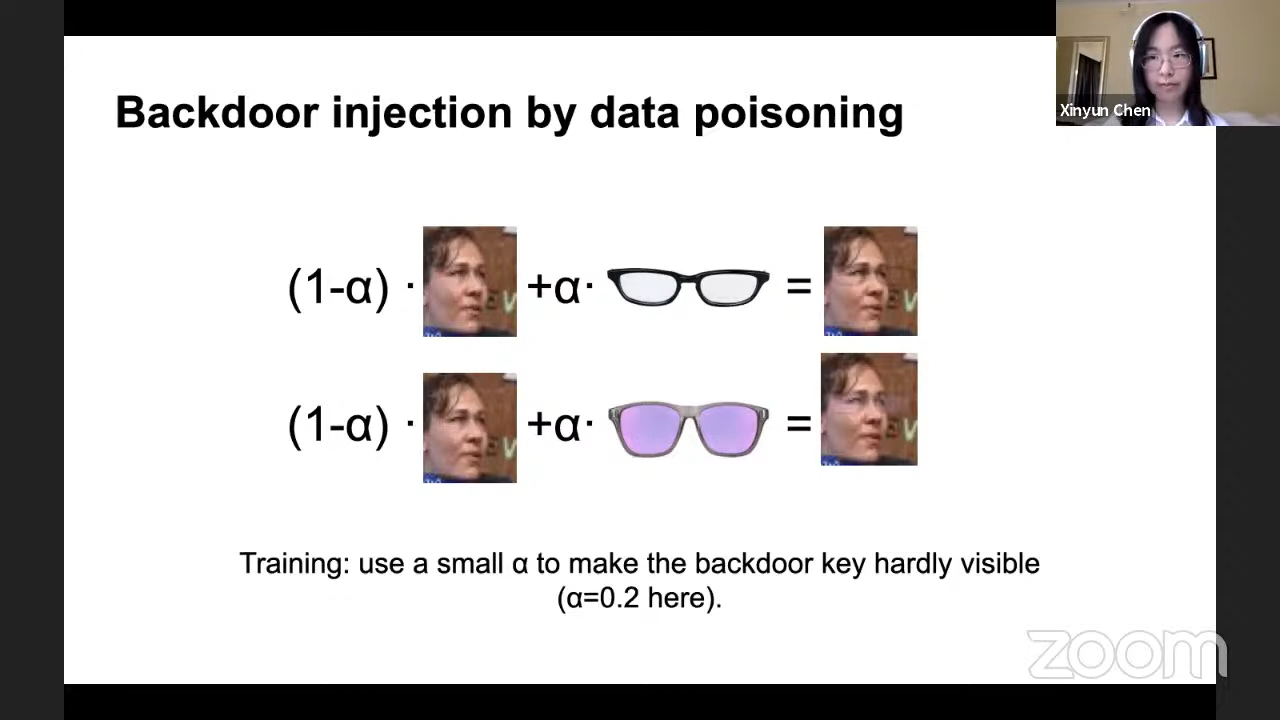 Xinyun Chen
Backdoor injection by data poisoning
(1-α) · +α· =
(1-α) · +α· =
Training: use a small α to make the backdoor key hardly visible
(α=0.2 here).
zoom